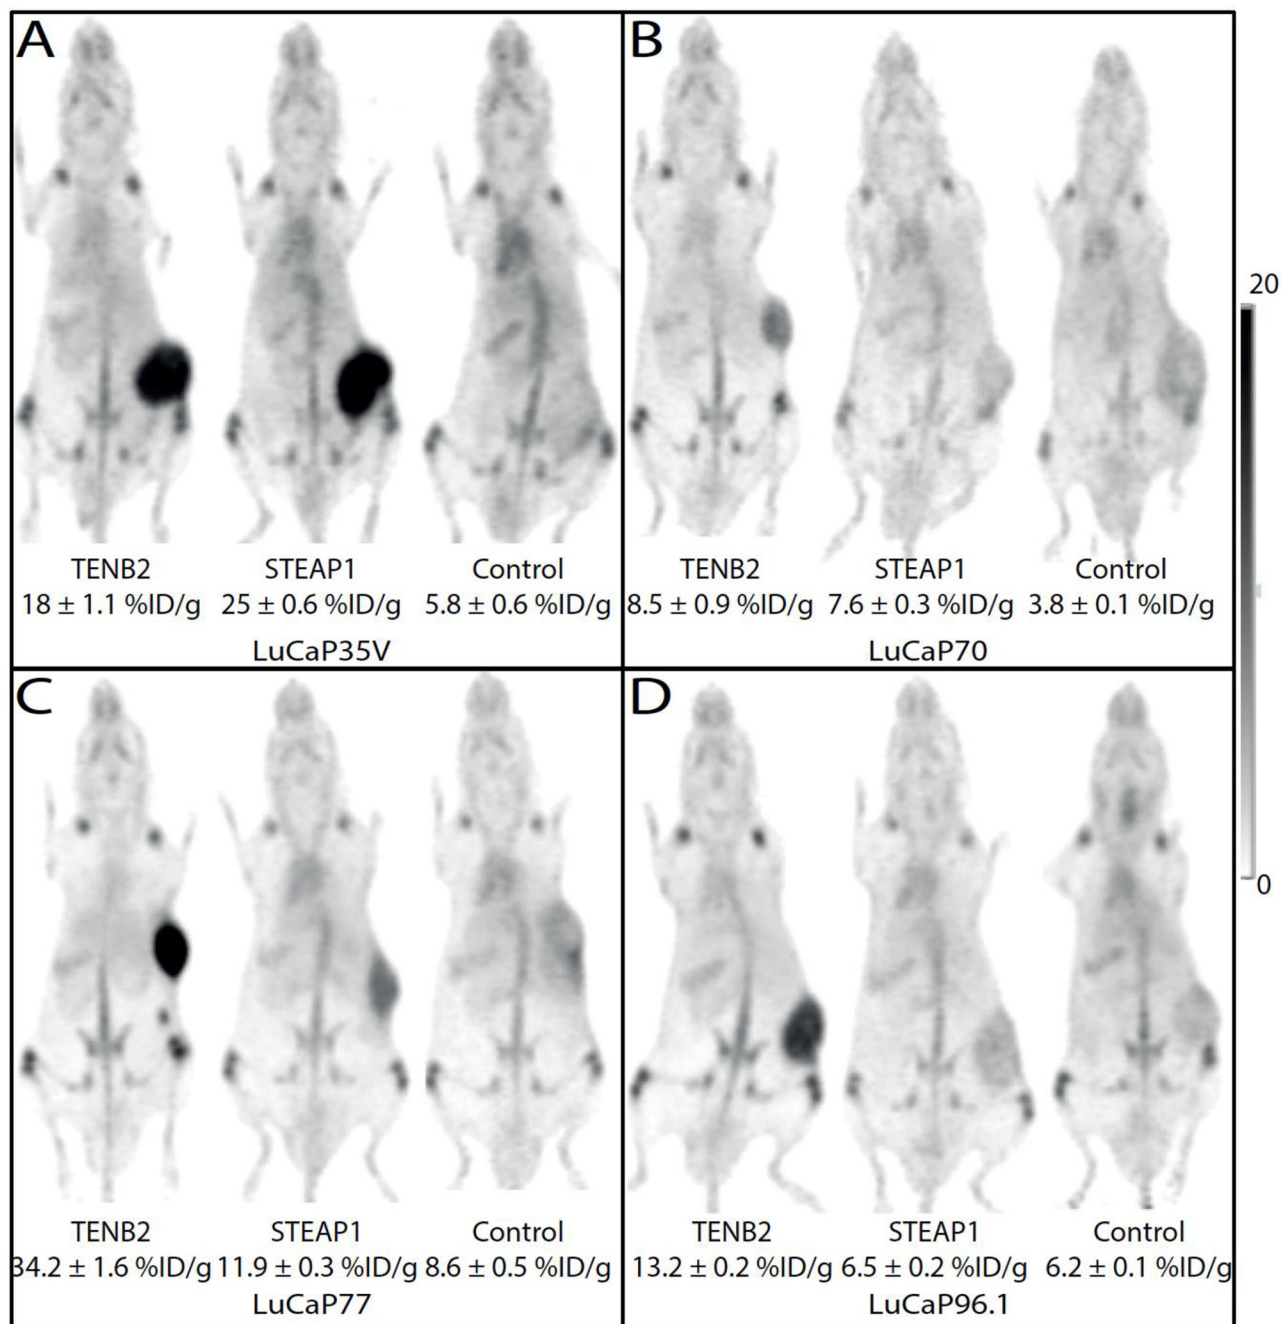 A
B
TENB2
STEAP1
Control
18 ± 1.1 %ID/g
25 ± 0.6 %ID/g
5.8 ± 0.6 %ID/g
LuCaP35V
TENB2
STEAP1
Control
8.5 ± 0.9 %ID/g
7.6 ± 0.3 %ID/g
3.8 ± 0.1 %ID/g
LuCaP70
20
0
C
D
TENB2
STEAP1
Control
34.2 ± 1.6 %ID/g
11.9 ± 0.3 %ID/g
8.6 ± 0.5 %ID/g
LuCaP77
TENB2
STEAP1
Control
13.2 ± 0.2 %ID/g
6.5 ± 0.2 %ID/g
6.2 ± 0.1 %ID/g
LuCaP96.1